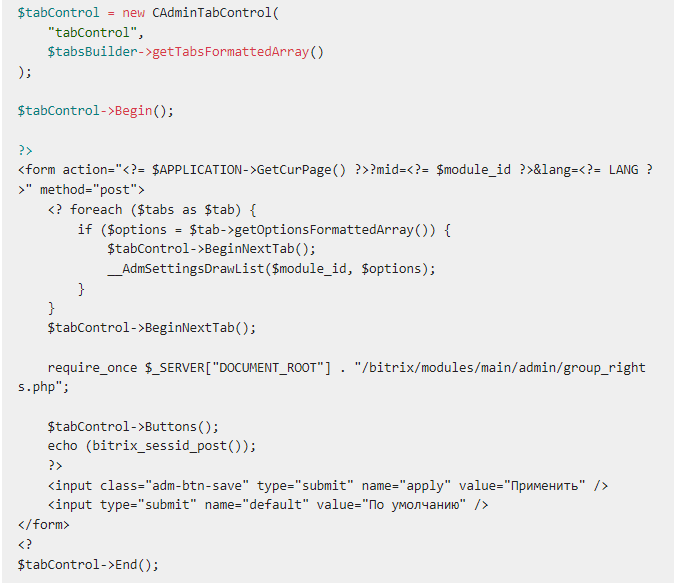 $tabControl = new CAdminTabControl(
    "tabControl",
    $tabsBuilder->getTabsFormattedArray()
);

$tabControl->Begin();

?>
<form action="<?= $APPLICATION->GetCurPage() ?>?mid=<?= $module_id ?>&lang=<?= LANG ?
>" method="post">
    <? foreach ($tabs as $tab) {
        if ($options = $tab->getOptionsFormattedArray()) {
            $tabControl->BeginNextTab();
            __AdmSettingsDrawList($module_id, $options);
        }
    }
    $tabControl->BeginNextTab();

    require_once $_SERVER["DOCUMENT_ROOT"] . "/bitrix/modules/main/admin/group_right
s.php";

    $tabControl->Buttons();
    echo (bitrix_sessid_post());
    ?>
    <input class="adm-btn-save" type="submit" name="apply" value="Применить" />
    <input type="submit" name="default" value="По умолчанию" />
</form>
<?
$tabControl->End();